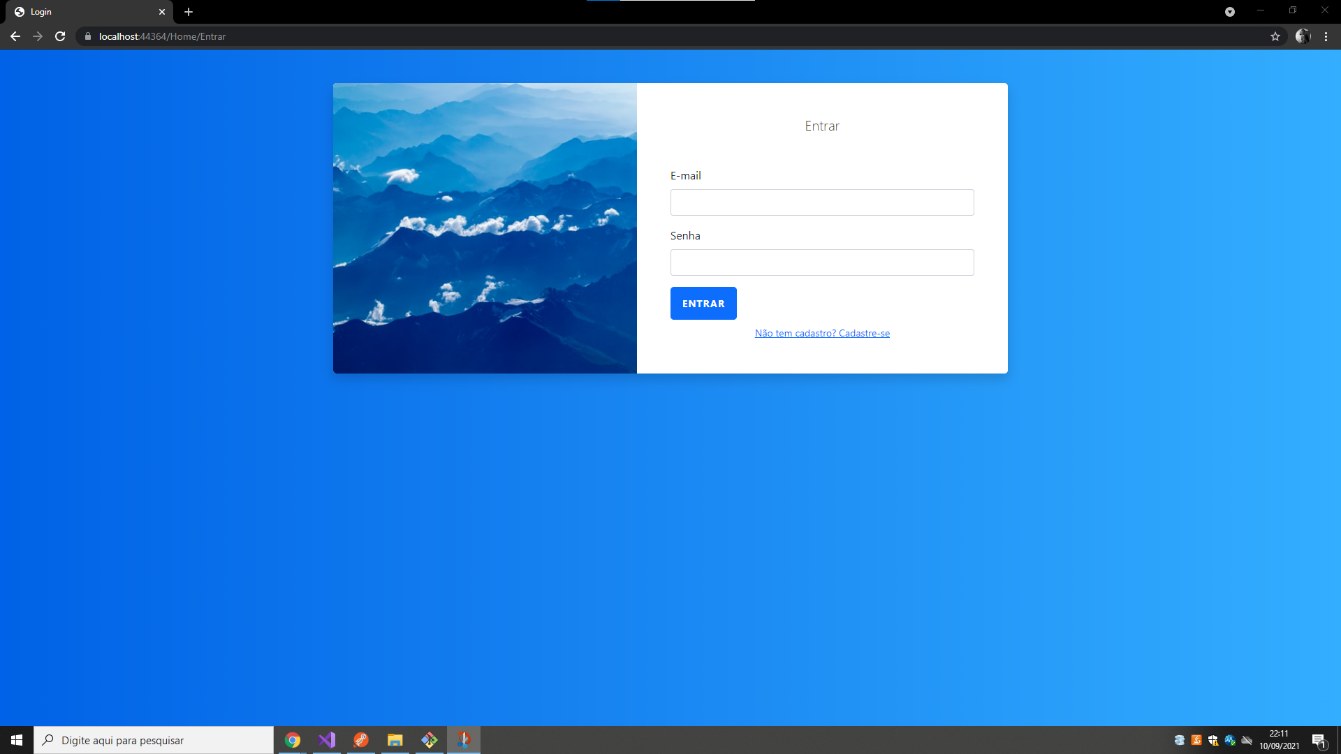 Login
localhost:44364/Home/Entrar
Entrar
E-mail
Senha
ENTRAR
Não tem cadastro? Cadastre-se
Digite aqui para pesquisar
22:11
10/09/2021
1